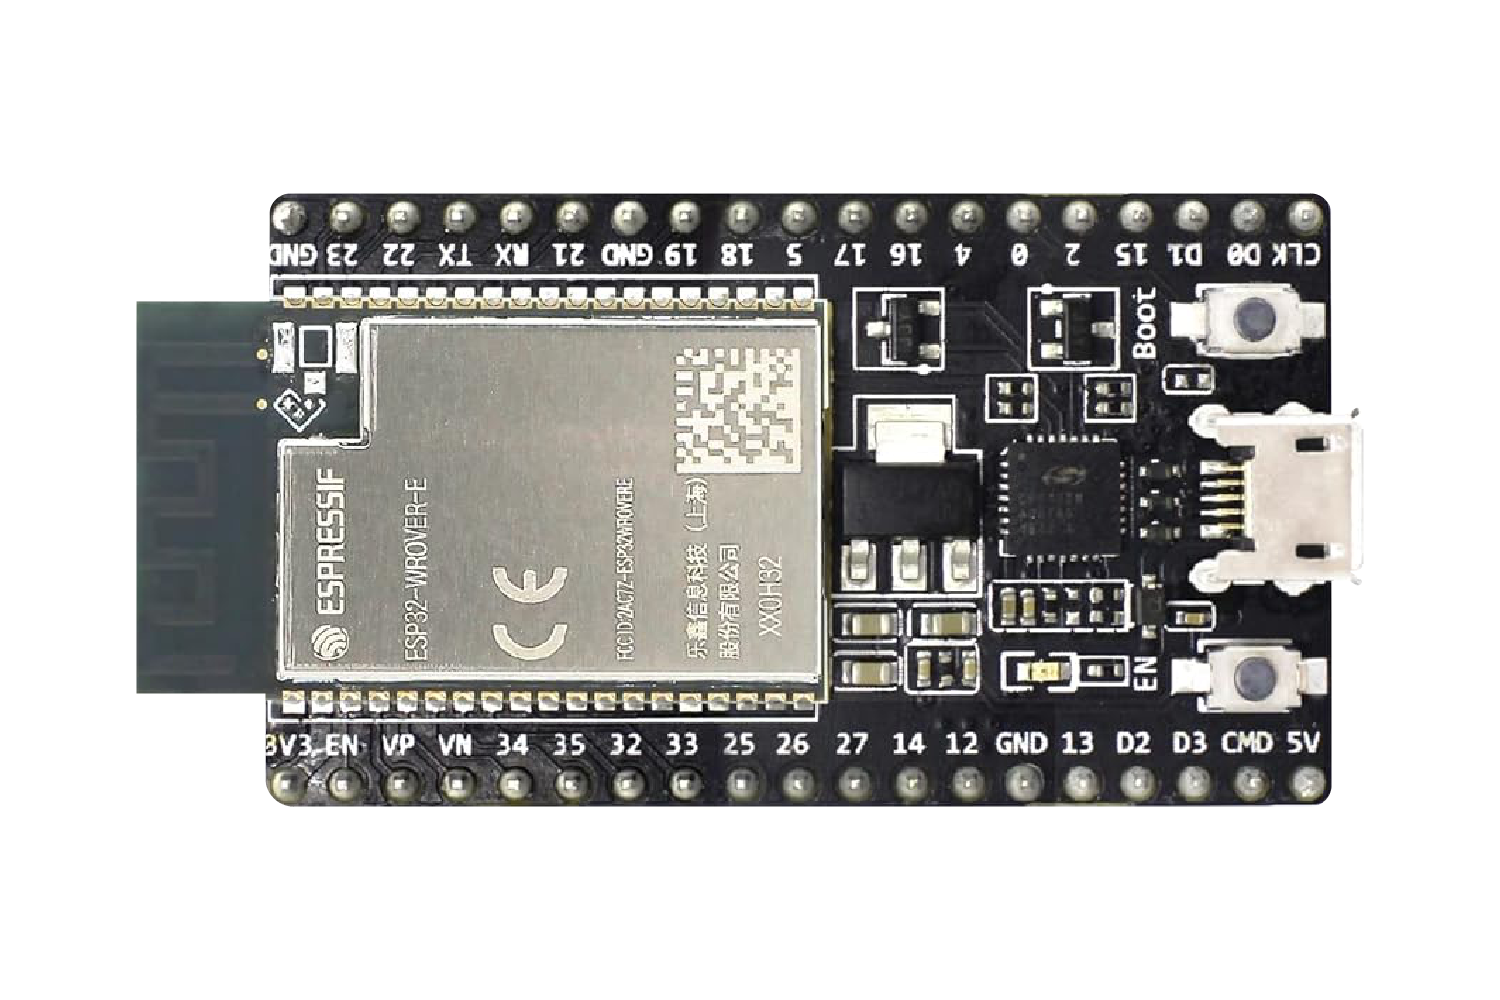 GND 23 22 TX RX 21 GND 19 18 5 17 16 4 0 2 15 D1 D0 CLK
Boot
ESPRESSIF
ESP32-WROVER-E
CE
FCC ID:2AC7Z-ESP32WROVERE
乐鑫信息科技（上海）
股份有限公司
XX0H32
EN
3V3 EN VP VN 34 35 32 33 25 26 27 14 12 GND 13 D2 D3 CMD 5V